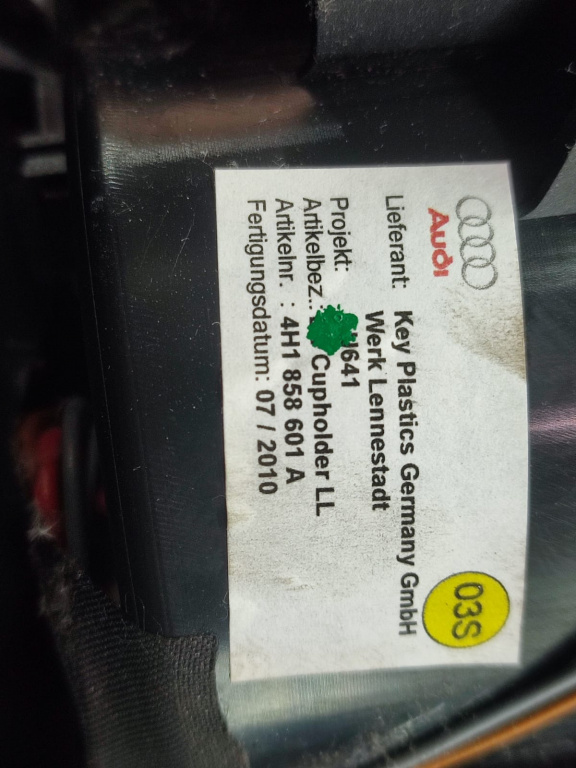 Audi
Lieferant: Key Plastics Germany GmbH
Werk Lennestadt
Projekt: 641
Artikelbez.: Cupholder LL
Artikelnr. : 4H1 858 601 A
Fertigungsdatum: 07 / 2010
03S